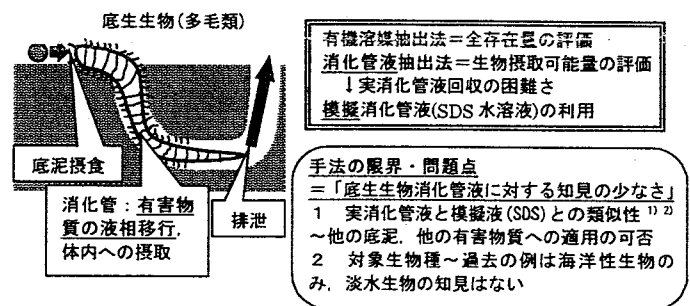 底生生物(多毛類)
底泥摂食
消化管:有害物
質の液相移行,
体内への摂取
排泄
有機溶媒抽出法=全存在量の評価
消化管液抽出法=生物摂取可能量の評価
↓実消化管液回収の困難さ
模擬消化管液(SDS 水溶液)の利用
手法の限界・問題点
=「底生生物消化管液に対する知見の少なさ」
1 実消化管液と模擬液(SDS)との類似性 1) 2)
~他の底泥,他の有害物質への適用の可否
2 対象生物種~過去の例は海洋性生物の
み,淡水生物の知見はない